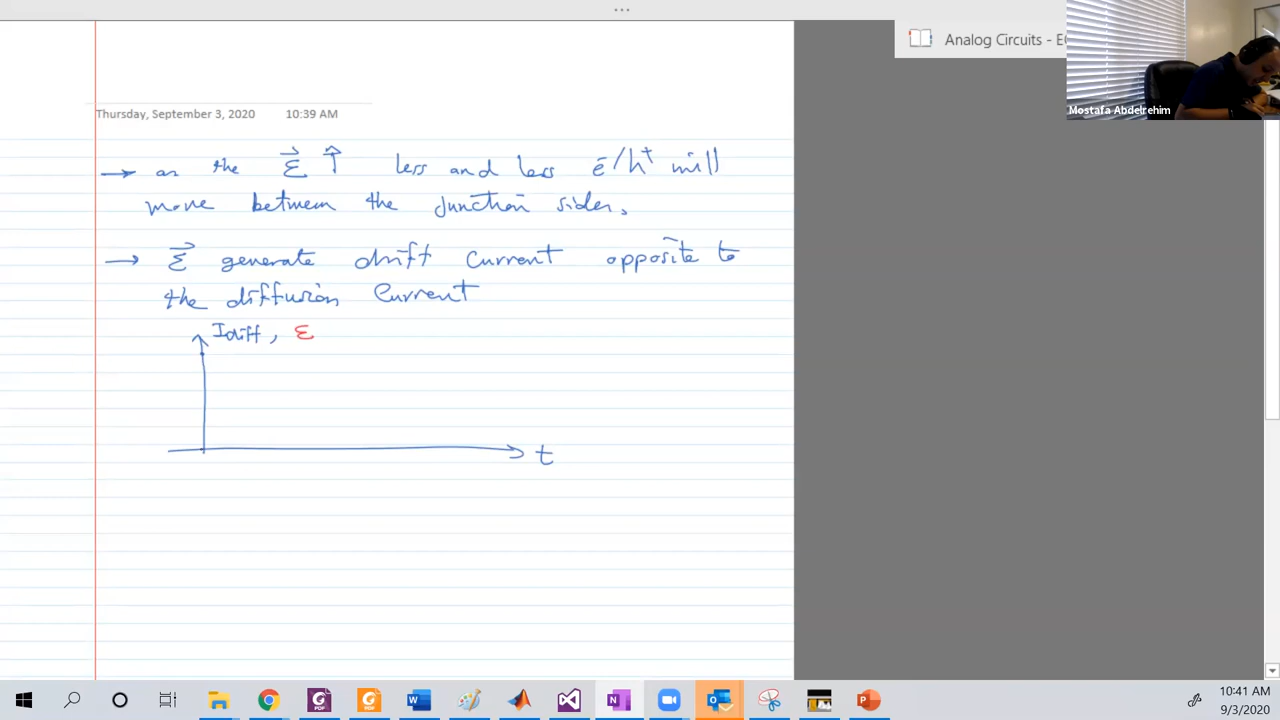 Analog Circuits - E
Mostafa Abdelrehim
Thursday, September 3, 2020 10:39 AM
→ as the ε⃗ ↑ less and less e⁻/h⁺ will
move between the junction sides.
→ ε⃗ generate drift current opposite to
the diffusion current
Idiff, ε
t
10:41 AM
9/3/2020